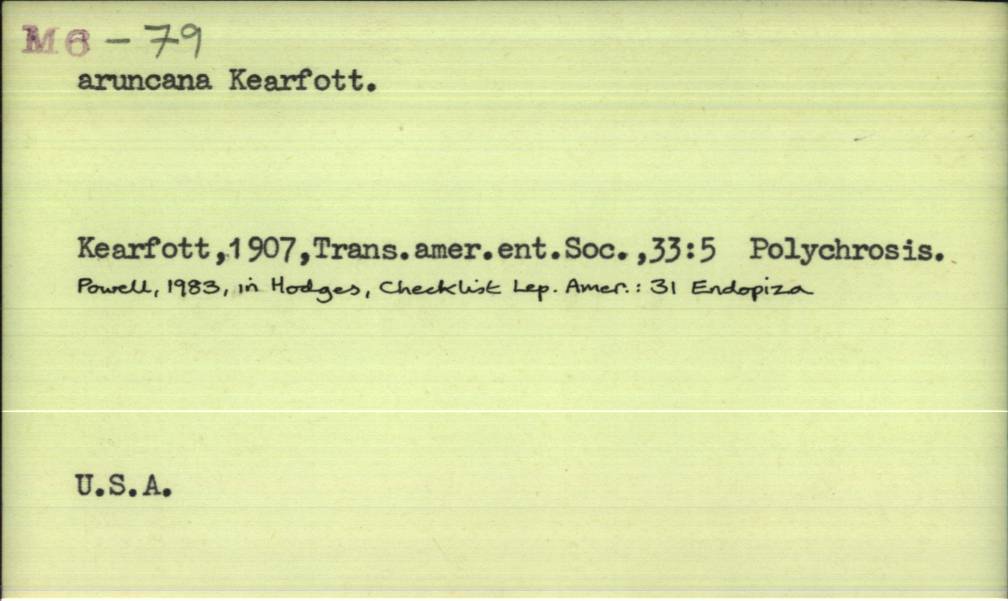 M6 - 79
aruncana Kearfott.
Kearfott,1907,Trans.amer.ent.Soc.,33:5 Polychrosis.
Powell, 1983, in Hodges, Checklist Lep. Amer.: 31 Endopiza
U.S.A.